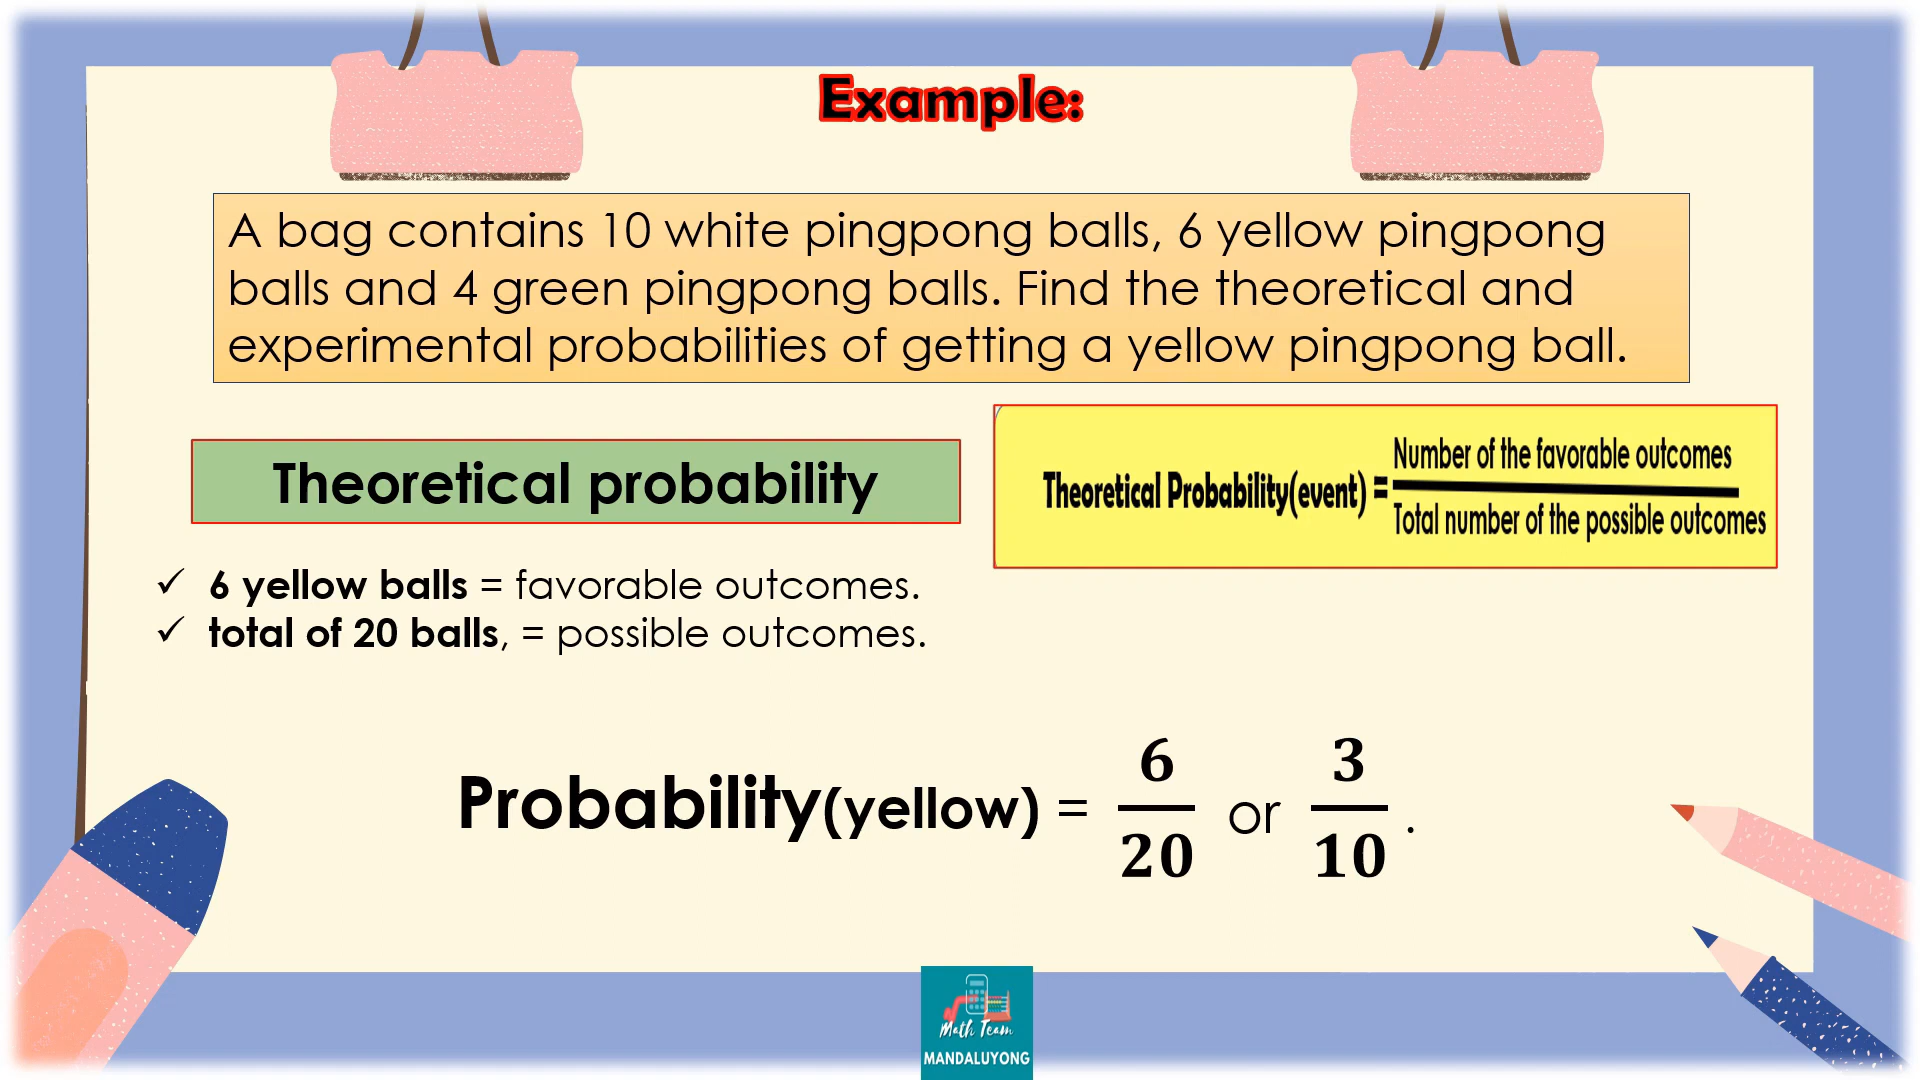 Example:
A bag contains 10 white pingpong balls, 6 yellow pingpong
balls and 4 green pingpong balls. Find the theoretical and
experimental probabilities of getting a yellow pingpong ball.
Theoretical probability
Theoretical Probability(event) = Number of the favorable outcomes
Total number of the possible outcomes
✓ 6 yellow balls = favorable outcomes.
✓ total of 20 balls, = possible outcomes.
Probability(yellow) = 6/20 or 3/10 .
Math Team
MANDALUYONG